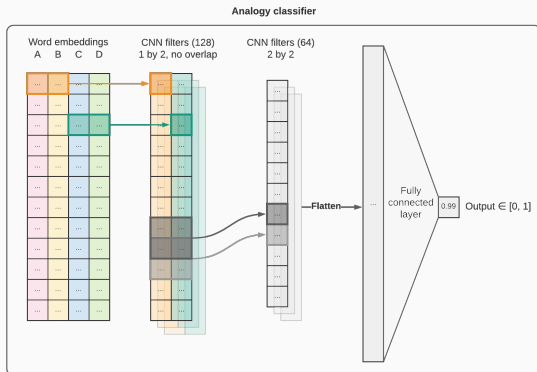 Analogy classifier
Word embeddings
A B C D
CNN filters (128)
1 by 2, no overlap
CNN filters (64)
2 by 2
... ... ... ...
... ... ... ...
... ... ... ...
... ... ... ...
... ... ... ...
... ... ... ...
... ... ... ...
... ... ... ...
... ... ... ...
... ... ... ...
... ... ... ...
... ... ... ...
... ...
... ...
... ...
... ...
... ...
... ...
... ...
... ...
... ...
... ...
... ...
... ...
...
...
...
...
...
...
...
...
...
...
...
Flatten
...
Fully
connected
layer
0.99
Output ∈ [0, 1]